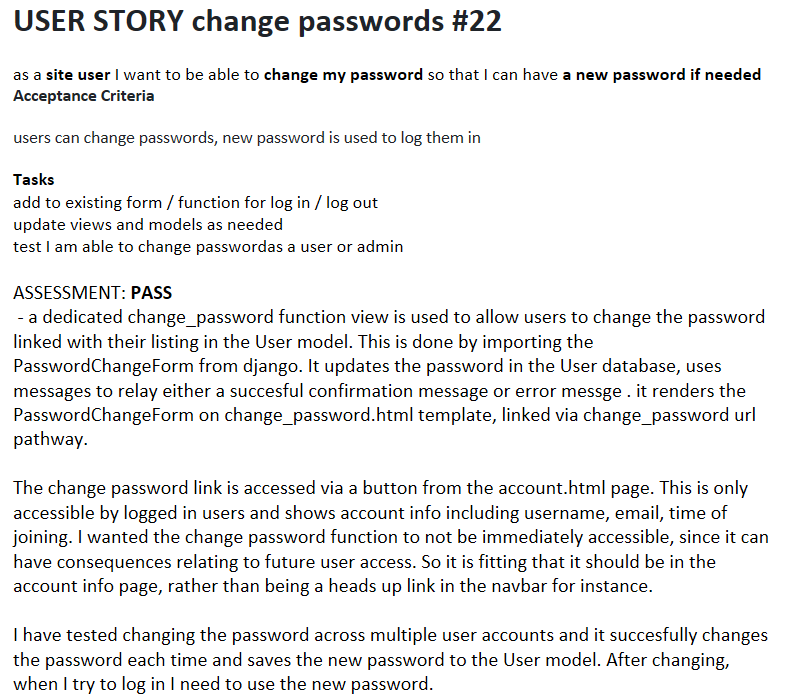 USER STORY change passwords #22
as a site user I want to be able to change my password so that I can have a new password if needed
Acceptance Criteria
users can change passwords, new password is used to log them in
Tasks
add to existing form / function for log in / log out
update views and models as needed
test I am able to change passwordas a user or admin
ASSESSMENT: PASS
- a dedicated change_password function view is used to allow users to change the password
linked with their listing in the User model. This is done by importing the
PasswordChangeForm from django. It updates the password in the User database, uses
messages to relay either a succesful confirmation message or error messge . it renders the
PasswordChangeForm on change_password.html template, linked via change_password url
pathway.
The change password link is accessed via a button from the account.html page. This is only
accessible by logged in users and shows account info including username, email, time of
joining. I wanted the change password function to not be immediately accessible, since it can
have consequences relating to future user access. So it is fitting that it should be in the
account info page, rather than being a heads up link in the navbar for instance.
I have tested changing the password across multiple user accounts and it succesfully changes
the password each time and saves the new password to the User model. After changing,
when I try to log in I need to use the new password.